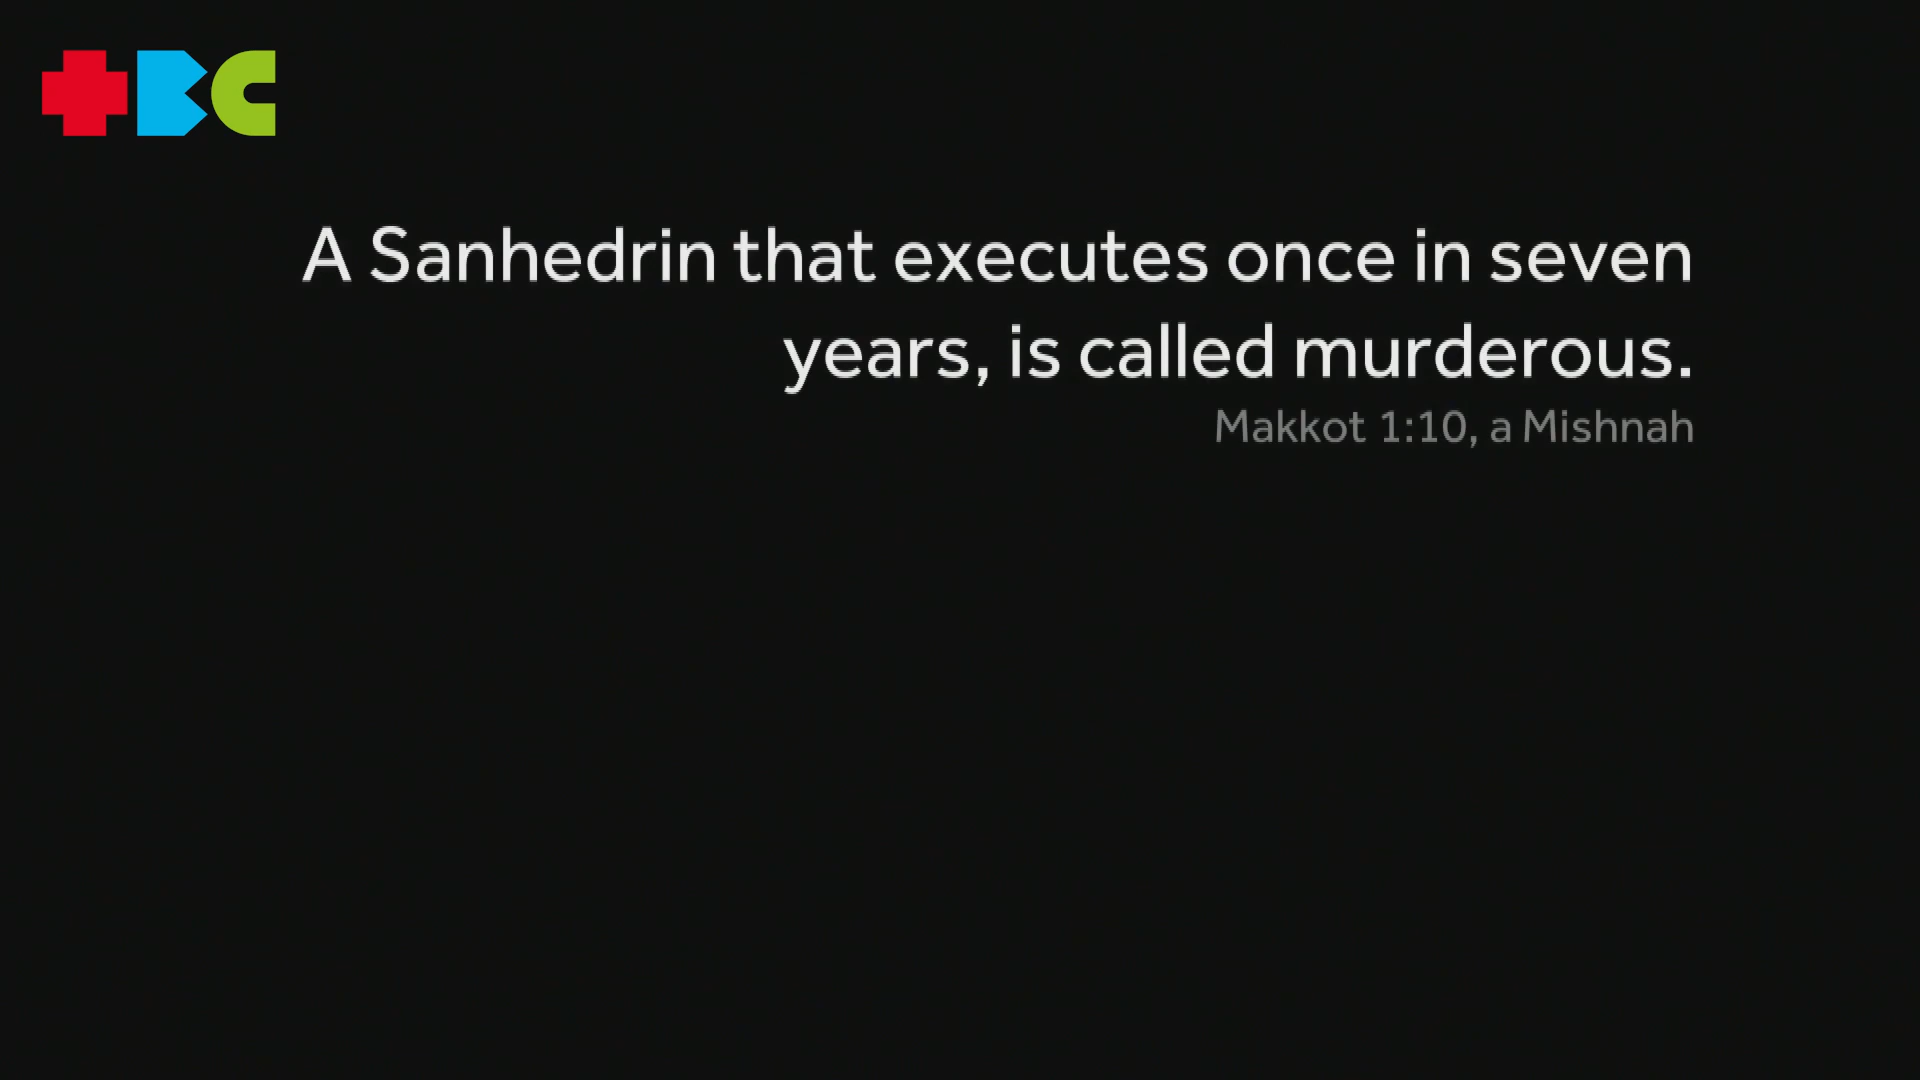 A Sanhedrin that executes once in seven
years, is called murderous.
Makkot 1:10, a Mishnah